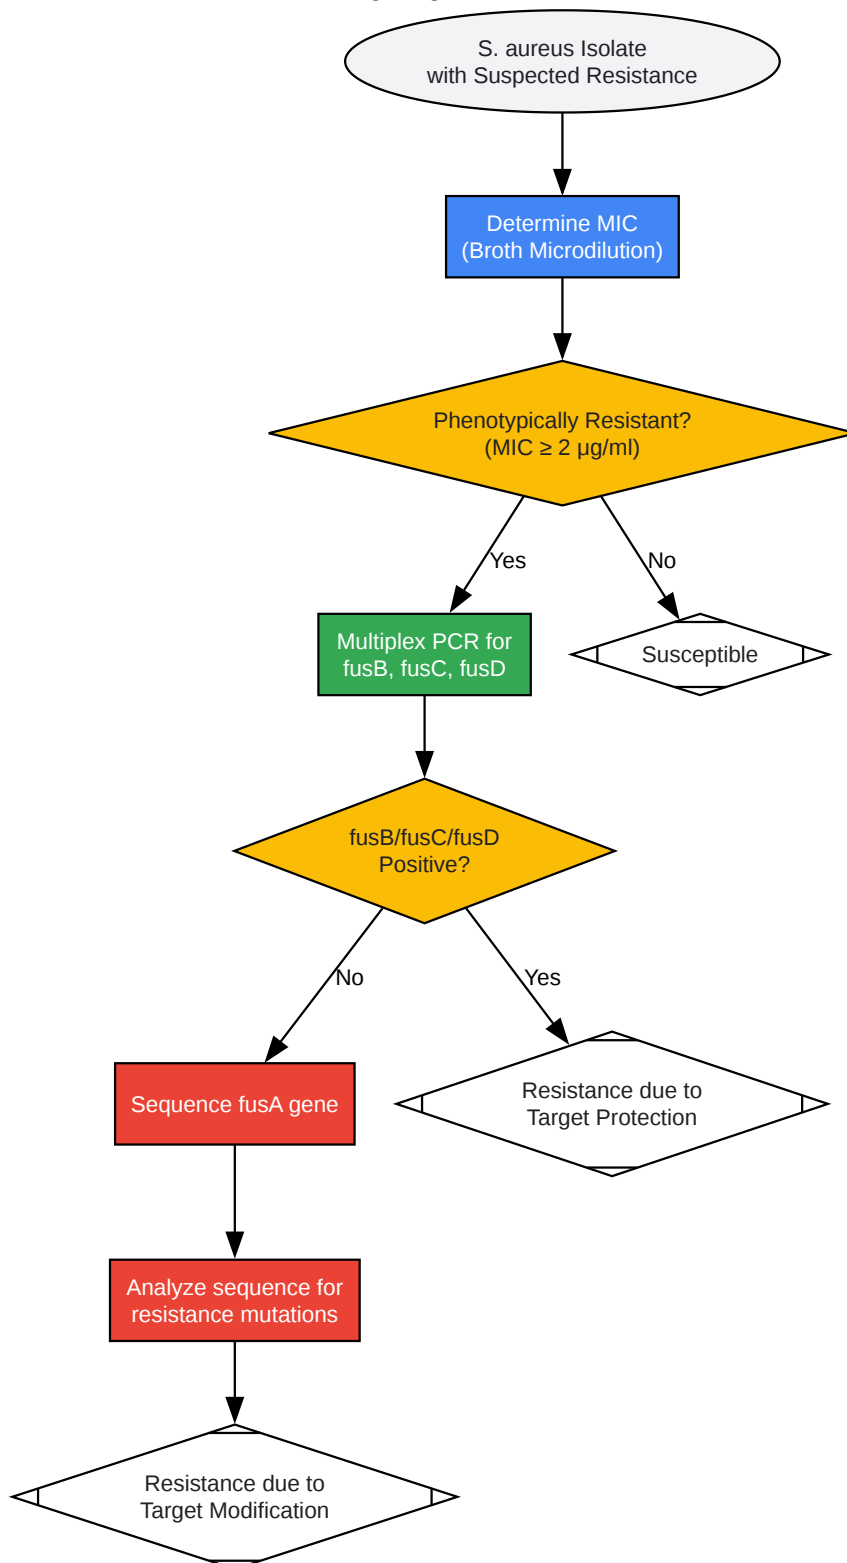 S. aureus Isolate
with Suspected Resistance
Determine MIC
(Broth Microdilution)
Phenotypically Resistant?
(MIC ≥ 2 µg/ml)
Yes
No
Multiplex PCR for
fusB, fusC, fusD
Susceptible
fusB/fusC/fusD
Positive?
No
Yes
Sequence fusA gene
Resistance due to
Target Protection
Analyze sequence for
resistance mutations
Resistance due to
Target Modification